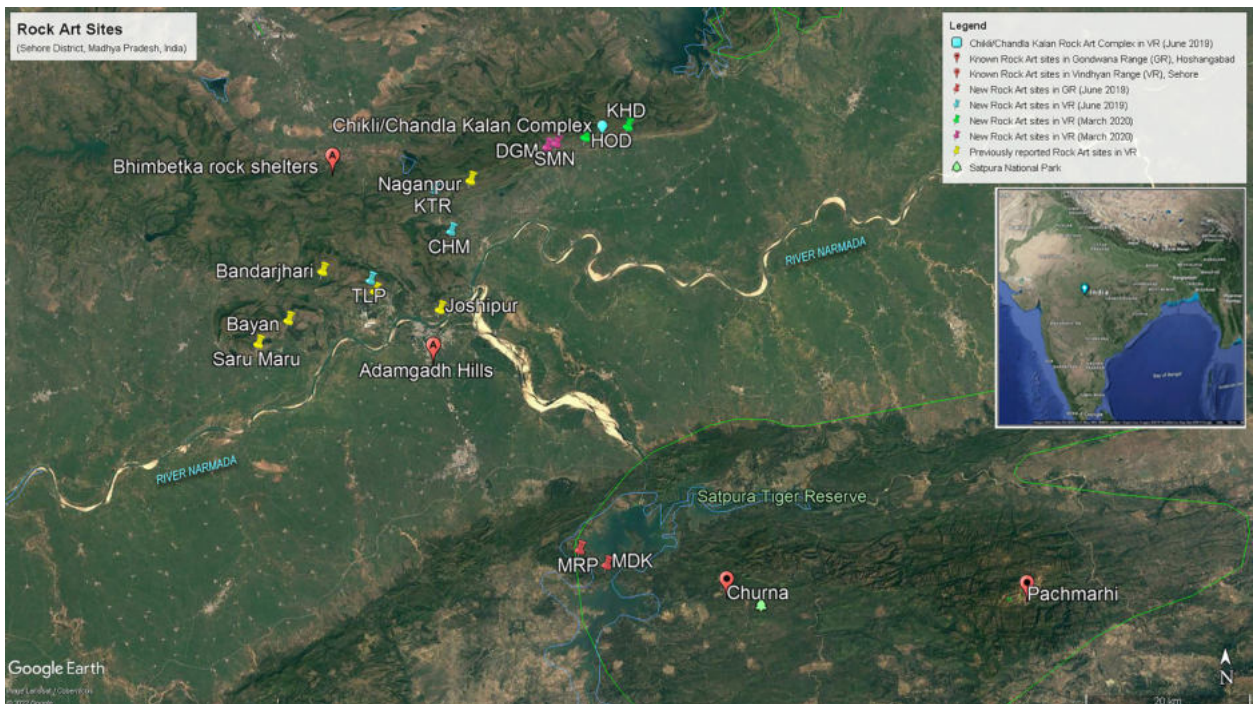 Rock Art Sites
(Sehore District, Madhya Pradesh, India)
Legend
Chikli/Chandla Kalan Rock Art Complex in VR (June 2019)
Known Rock Art sites in Gondwana Range (GR), Hoshangabad
Known Rock Art sites in Vindhyan Range (VR), Sehore
New Rock Art sites in GR (June 2019)
New Rock Art sites in VR (June 2019)
New Rock Art sites in VR (March 2020)
New Rock Art sites in VR (March 2020)
Previously reported Rock Art sites in VR
Satpura National Park
KHD
Chikli/Chandla Kalan Complex
HOD
DGM
SMN
Bhimbetka rock shelters
Naganpur
KTR
CHM
RIVER NARMADA
Bandarjhari
TLP
Joshipur
Bayan
Saru Maru
Adamgadh Hills
RIVER NARMADA
Satpura Tiger Reserve
MRP
MDK
Churna
Pachmarhi
India
Bay of Bengal
Google Earth
Image Landsat / Copernicus
N
20 km